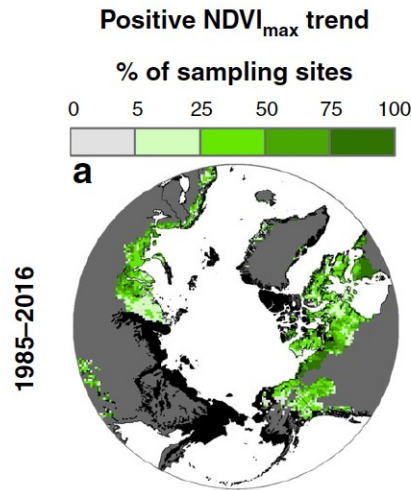 Positive NDVImax trend
% of sampling sites
0 5 25 50 75 100
a
1985–2016